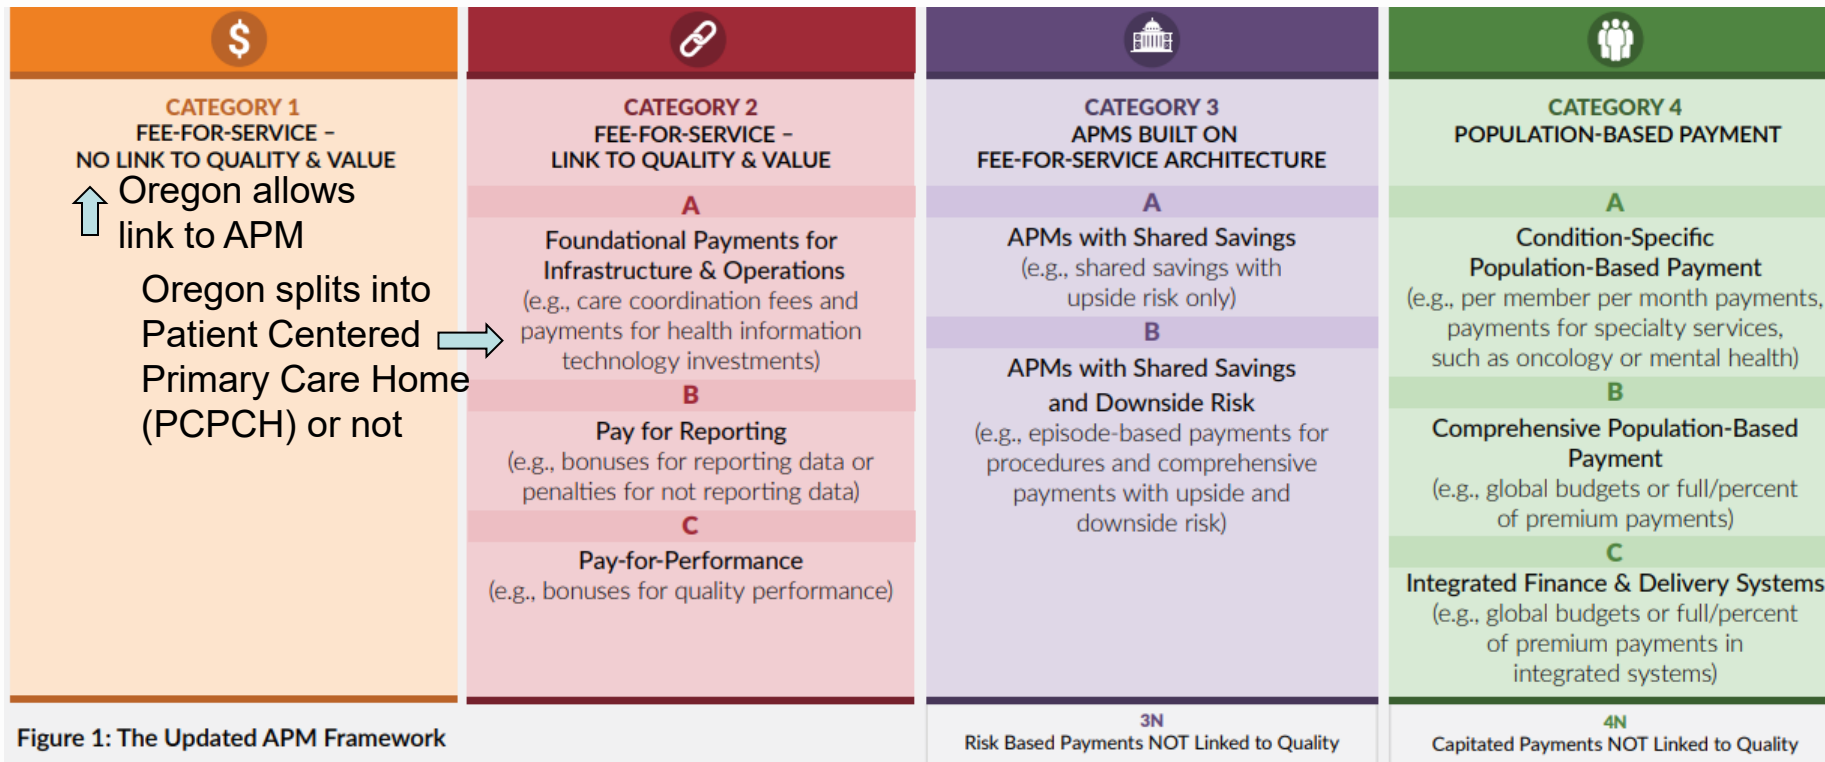 $
CATEGORY 1
FEE-FOR-SERVICE –
NO LINK TO QUALITY & VALUE
Oregon allows
link to APM
Oregon splits into
Patient Centered
Primary Care Home
(PCPCH) or not
CATEGORY 2
FEE-FOR-SERVICE –
LINK TO QUALITY & VALUE
A
Foundational Payments for
Infrastructure & Operations
(e.g., care coordination fees and
payments for health information
technology investments)
B
Pay for Reporting
(e.g., bonuses for reporting data or
penalties for not reporting data)
C
Pay-for-Performance
(e.g., bonuses for quality performance)
CATEGORY 3
APMS BUILT ON
FEE-FOR-SERVICE ARCHITECTURE
A
APMs with Shared Savings
(e.g., shared savings with
upside risk only)
B
APMs with Shared Savings
and Downside Risk
(e.g., episode-based payments for
procedures and comprehensive
payments with upside and
downside risk)
3N
Risk Based Payments NOT Linked to Quality
CATEGORY 4
POPULATION-BASED PAYMENT
A
Condition-Specific
Population-Based Payment
(e.g., per member per month payments,
payments for specialty services,
such as oncology or mental health)
B
Comprehensive Population-Based
Payment
(e.g., global budgets or full/percent
of premium payments)
C
Integrated Finance & Delivery Systems
(e.g., global budgets or full/percent
of premium payments in
integrated systems)
4N
Capitated Payments NOT Linked to Quality
Figure 1: The Updated APM Framework